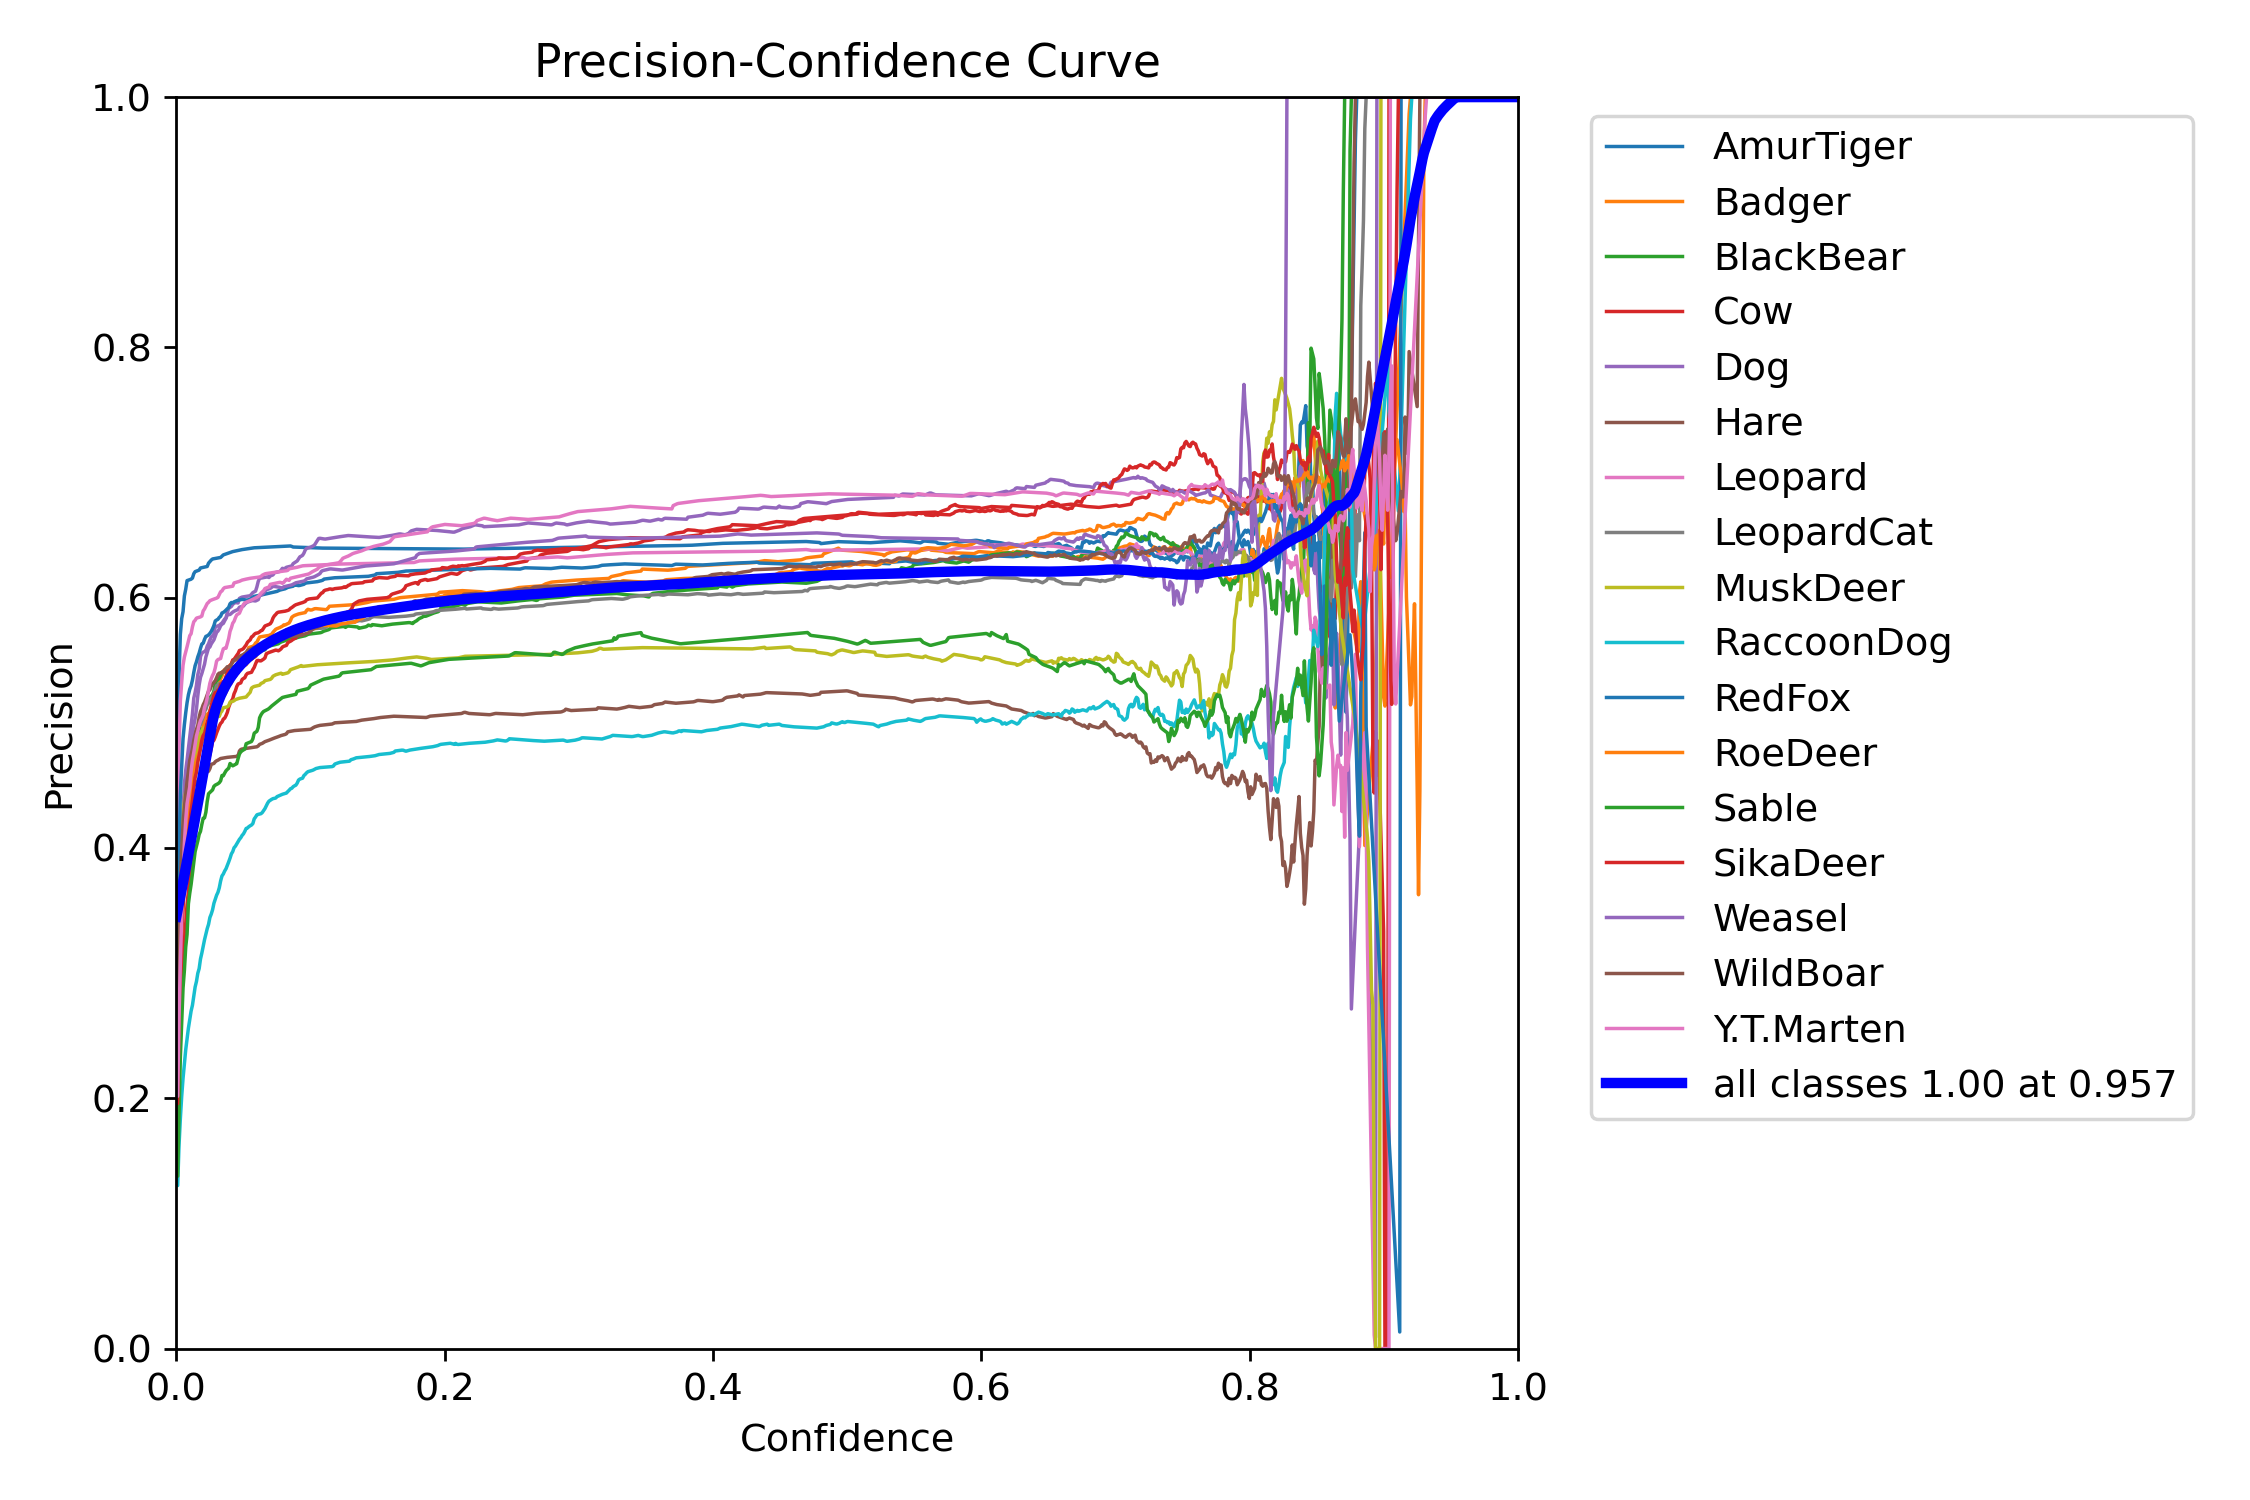 Precision-Confidence Curve
1.0
0.8
0.6
0.4
0.2
0.0
Precision
0.0 0.2 0.4 0.6 0.8 1.0
Confidence
AmurTiger
Badger
BlackBear
Cow
Dog
Hare
Leopard
LeopardCat
MuskDeer
RaccoonDog
RedFox
RoeDeer
Sable
SikaDeer
Weasel
WildBoar
Y.T.Marten
all classes 1.00 at 0.957